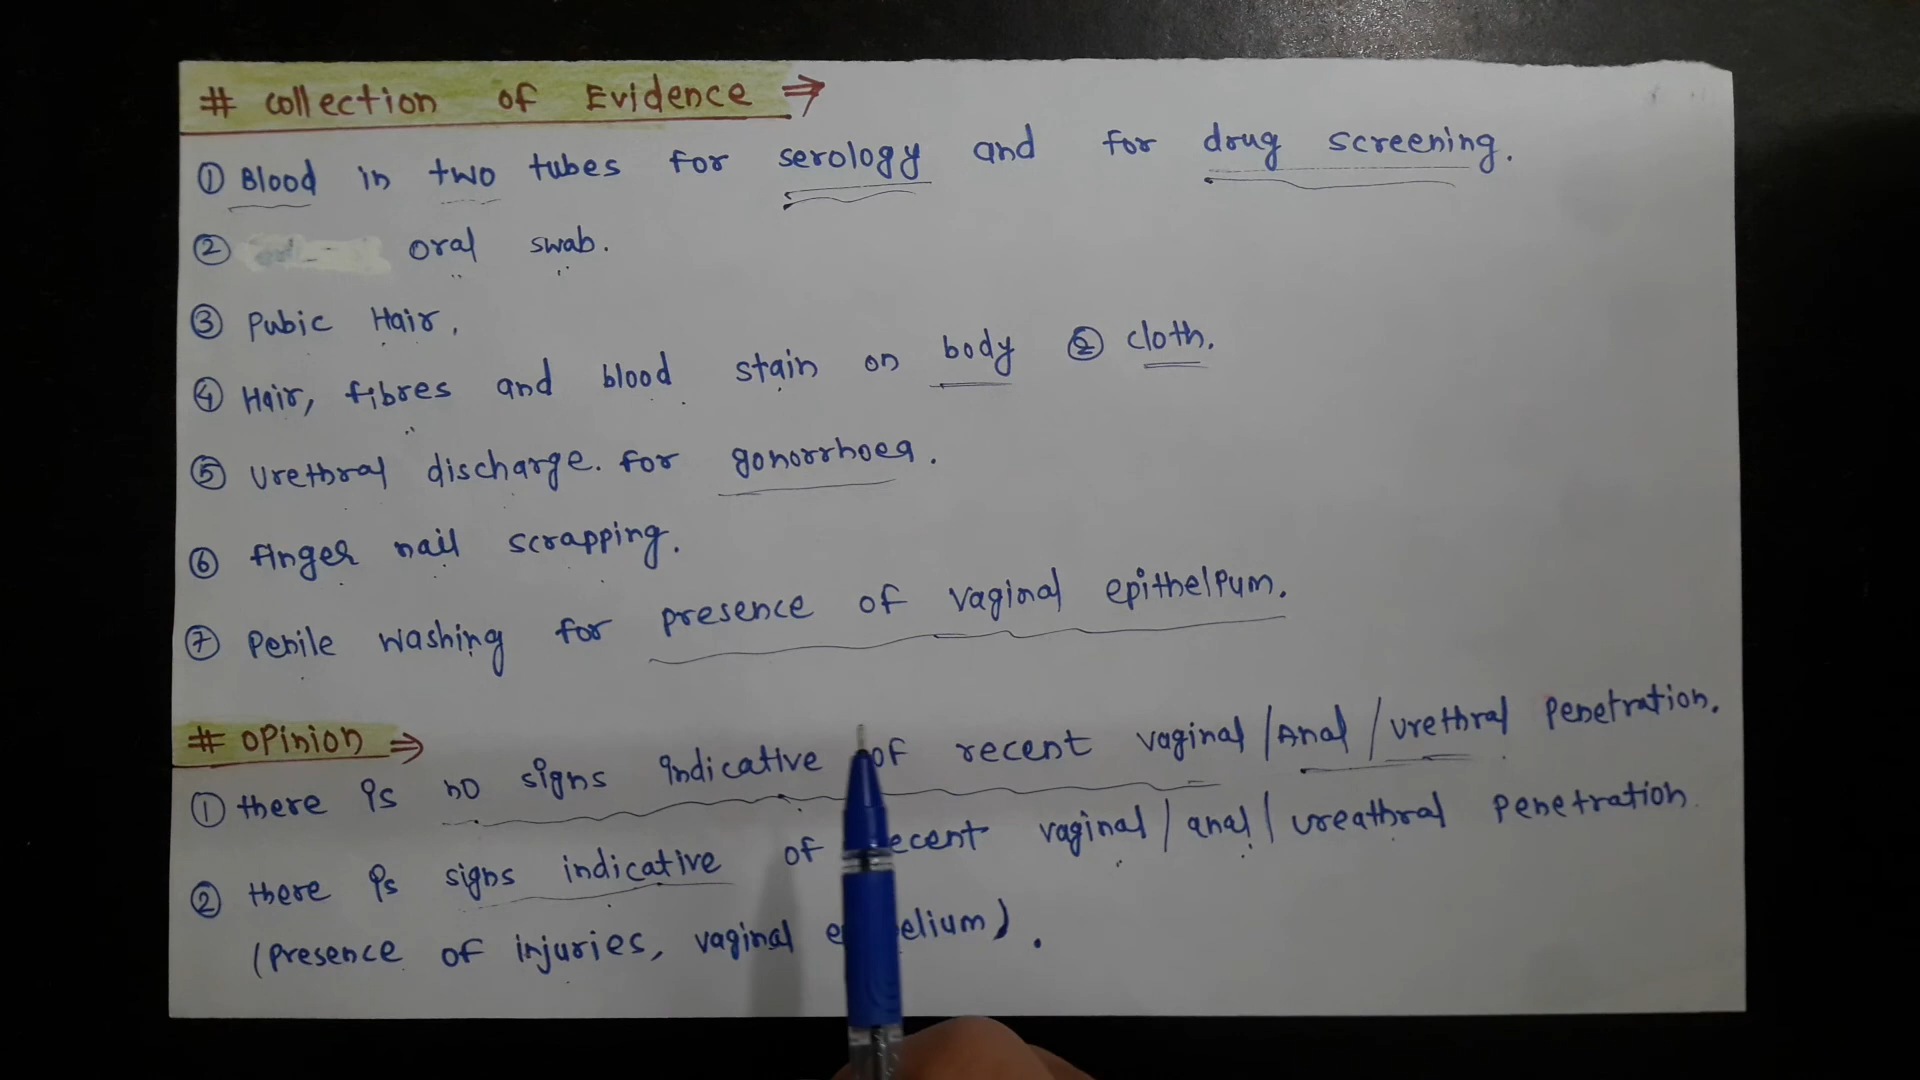 # Collection of Evidence ⇒
① Blood in two tubes for serology and for drug screening.
② oral swab.
③ Pubic Hair.
④ Hair, fibres and blood stain on body & cloth.
⑤ Urethral discharge. for gonorrhoea.
⑥ finger nail scrapping.
⑦ Penile washing for presence of vaginal epithelium.
# Opinion ⇒
① there is no signs indicative of recent vaginal / Anal / Urethral Penetration.
② there is signs indicative of recent vaginal / anal / Ureathral Penetration
(Presence of injuries, vaginal epithelium).